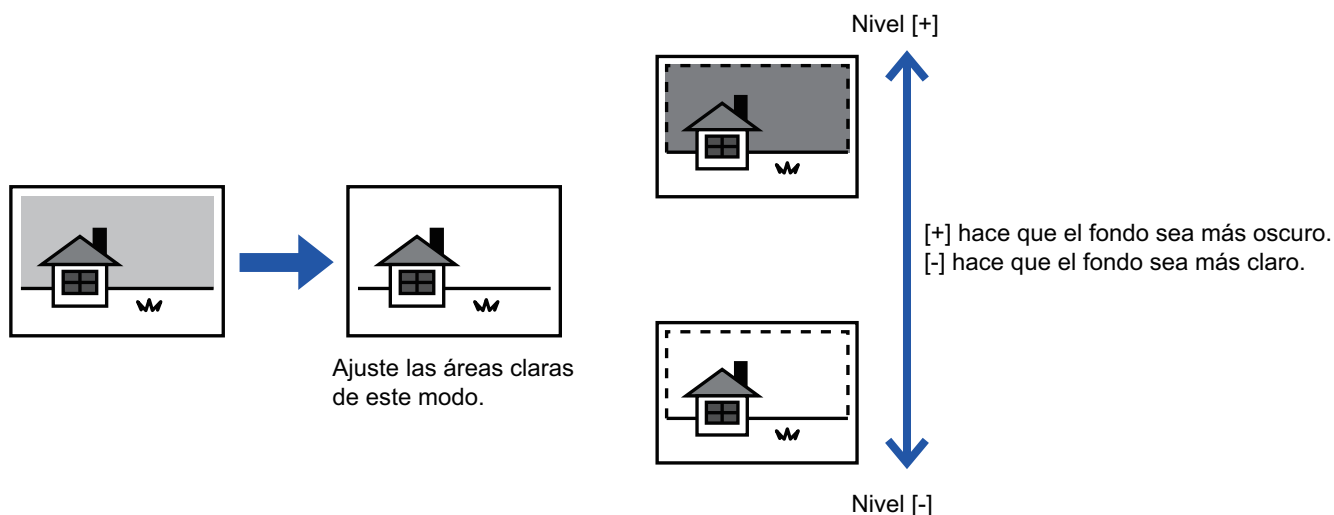 Nivel [+]
[+] hace que el fondo sea más oscuro.
[-] hace que el fondo sea más claro.
Ajuste las áreas claras
de este modo.
Nivel [-]